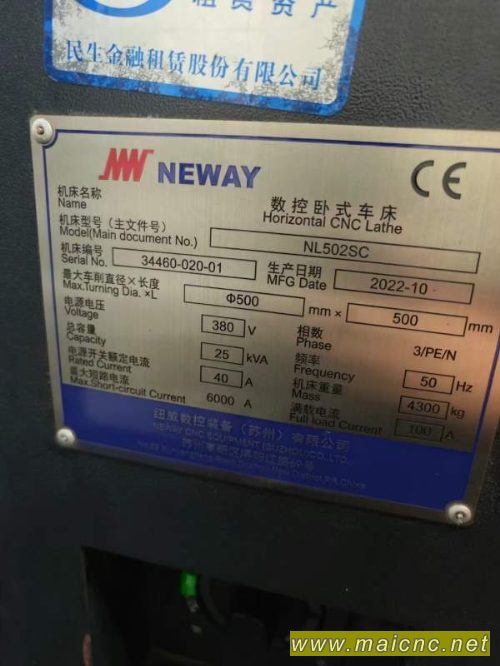 租赁资产
民生金融租赁股份有限公司
NEWAY CE
机床名称 数控卧式车床
Name Horizontal CNC Lathe
机床型号（主文件号） NL502SC
Model(Main document No.)
机床编号 34460-020-01 生产日期 2022-10
Serial No. MFG Date
最大车削直径×长度 Φ500 mm × 500 mm
Max.Turning Dia. ×L
电源电压 380 V 相数 3/PE/N
Voltage Phase
总容量 25 kVA 频率 50 Hz
Capacity Frequency
电源开关额定电流 40 A 机床重量 4300 kg
Rated Current Mass
最大短路电流 6000 A 满载电流 100 A
Max.Short-circuit Current Full load Current
纽威数控装备（苏州）有限公司
NEWAY CNC EQUIPMENT (SUZHOU) CO.,LTD.
www.maicnc.net